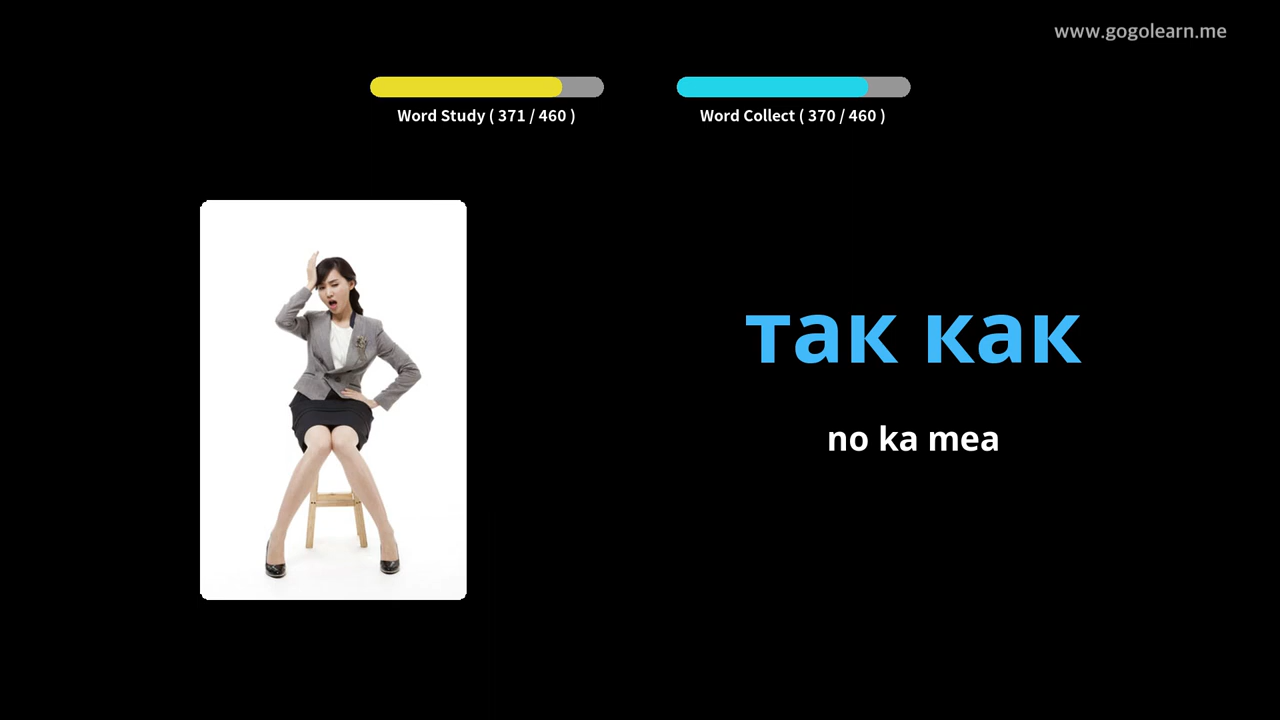 www.gogolearn.me
Word Study ( 371 / 460 )
Word Collect ( 370 / 460 )
так как
no ka mea